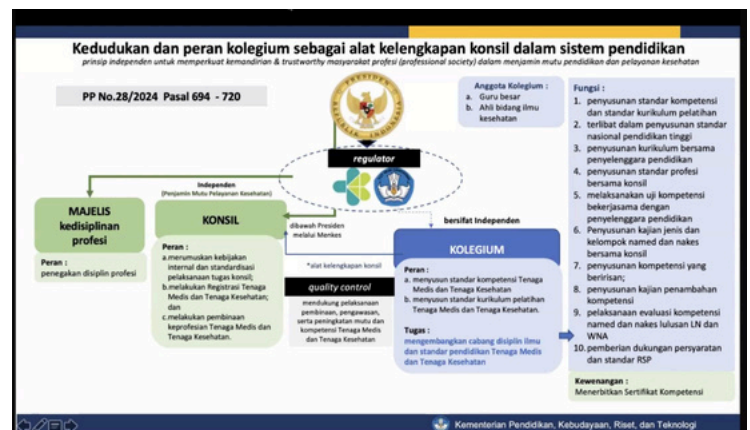 Kedudukan dan peran kolegium sebagai alat kelengkapan konsil dalam sistem pendidikan
prinsip independen untuk memperkuat kemandirian & trustworthy masyarakat profesi (professional society) dalam menjamin mutu pendidikan dan pelayanan kesehatan
PP No.28/2024 Pasal 694 - 720
PRESIDEN
REPUBLIK INDONESIA
Anggota Kolegium :
a. Guru besar
b. Ahli bidang ilmu
kesehatan
regulator
Independen
(Penjamin Mutu Pelayanan Kesehatan)
MAJELIS
kedisiplinan
profesi
Peran :
penegakan disiplin profesi
KONSIL
Peran :
a.merumuskan kebijakan
internal dan standardisasi
pelaksanaan tugas konsil;
b.melakukan Registrasi Tenaga
Medis dan Tenaga Kesehatan;
dan
c.melakukan pembinaan
keprofesian Tenaga Medis dan
Tenaga Kesehatan.
dibawah Presiden
melalui Menkes
*alat kelengkapan konsil
quality control
mendukung pelaksanaan
pembinaan, pengawasan,
serta peningkatan mutu dan
kompetensi Tenaga Medis
dan Tenaga Kesehatan
bersifat Independen
KOLEGIUM
Peran :
a. menyusun standar kompetensi Tenaga
Medis dan Tenaga Kesehatan
b. menyusun standar kurikulum pelatihan
Tenaga Medis dan Tenaga Kesehatan.
Tugas :
mengembangkan cabang disiplin ilmu
dan standar pendidikan Tenaga Medis
dan Tenaga Kesehatan
Fungsi :
1. penyusunan standar kompetensi
dan standar kurikulum pelatihan
2. terlibat dalam penyusunan standar
nasional pendidikan tinggi
3. penyusunan kurikulum bersama
penyelenggara pendidikan
4. penyusunan standar profesi
bersama konsil
5. melaksanakan uji kompetensi
bekerjasama dengan
penyelenggara pendidikan
6. Penyusunan kajian jenis dan
kelompok named dan nakes
bersama konsil
7. penyusunan kompetensi yang
beririsan;
8. penyusunan kajian penambahan
kompetensi
9. pelaksanaan evaluasi kompetensi
named dan nakes lulusan LN dan
WNA
10. pemberian dukungan persyaratan
dan standar RSP
Kewenangan :
Menerbitkan Sertifikat Kompetensi
Kementerian Pendidikan, Kebudayaan, Riset, dan Teknologi